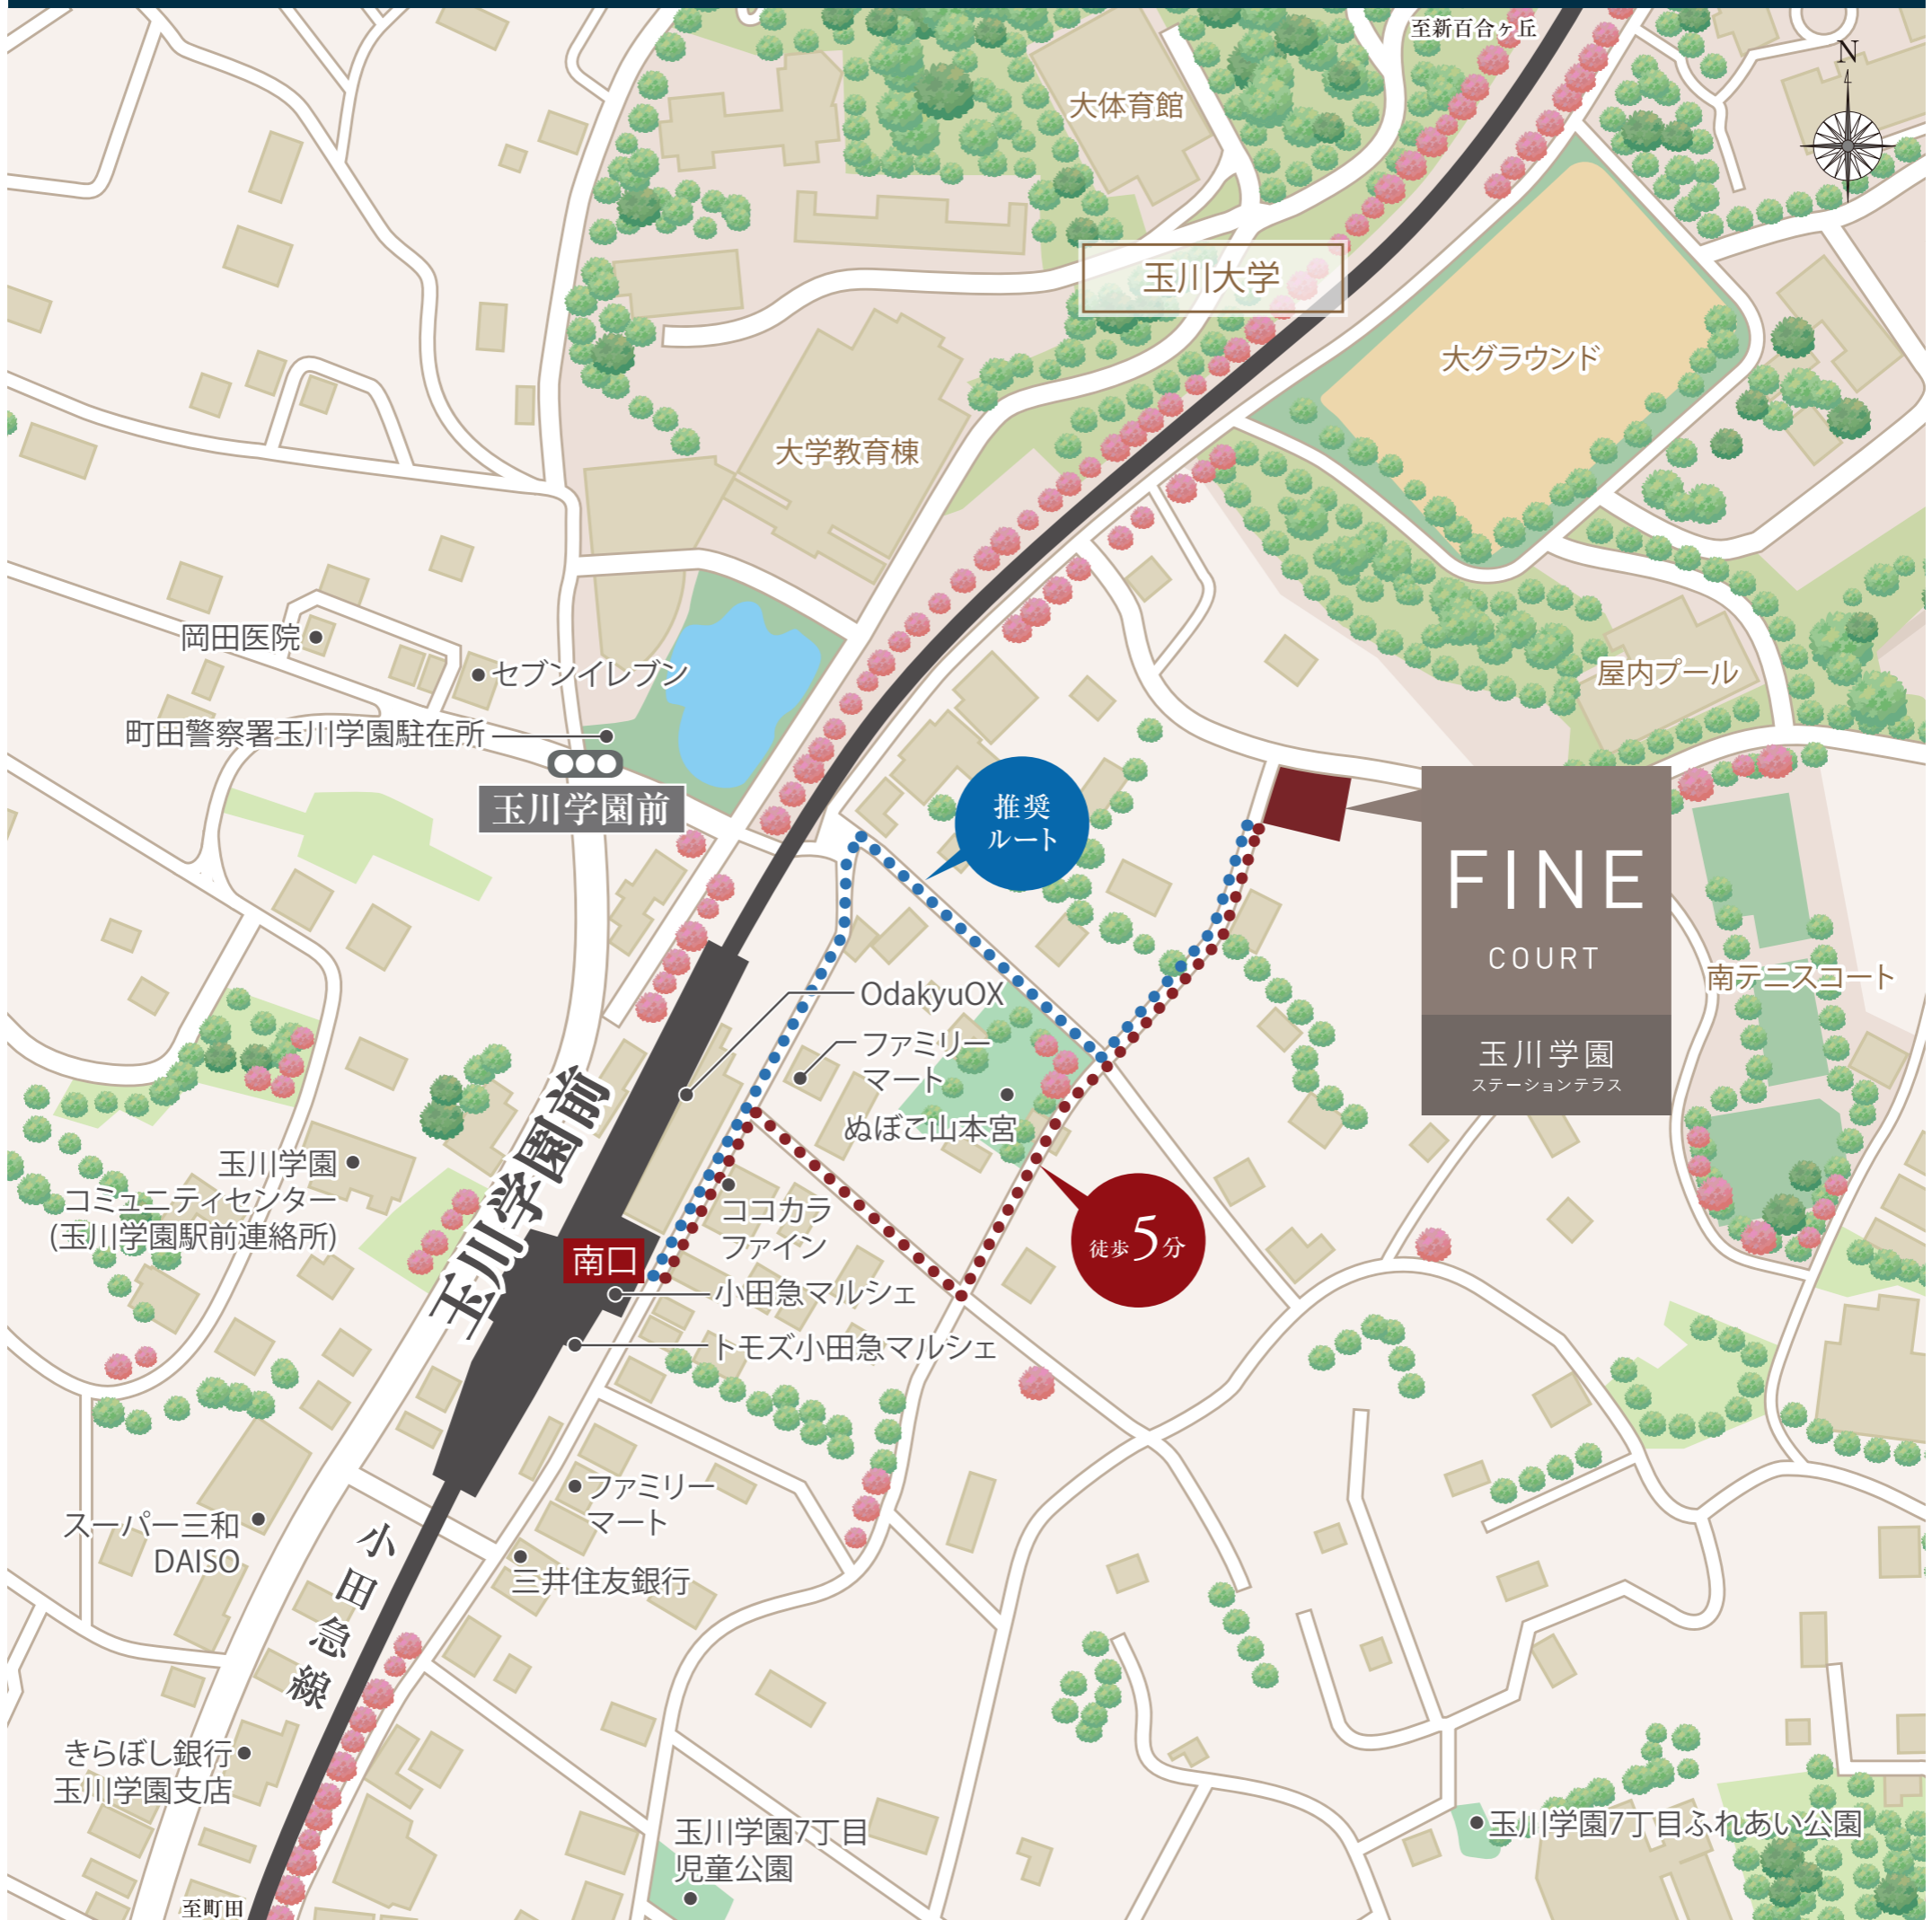 至新百合ヶ丘
N
大体育館
玉川大学
大グラウンド
大学教育棟
岡田医院
セブンイレブン
屋内プール
町田警察署玉川学園駐在所
玉川学園前
推奨
ルート
FINE
COURT
玉川学園
ステーションテラス
南テニスコート
OdakyuOX
ファミリー
マート
ぬぼこ山本宮
玉川学園前
玉川学園
コミュニティセンター
(玉川学園駅前連絡所)
ココカラ
ファイン
徒歩5分
南口
小田急マルシェ
トモズ小田急マルシェ
ファミリー
マート
スーパー三和
DAISO
三井住友銀行
小田急線
きらぼし銀行
玉川学園支店
玉川学園7丁目
児童公園
玉川学園7丁目ふれあい公園
至町田